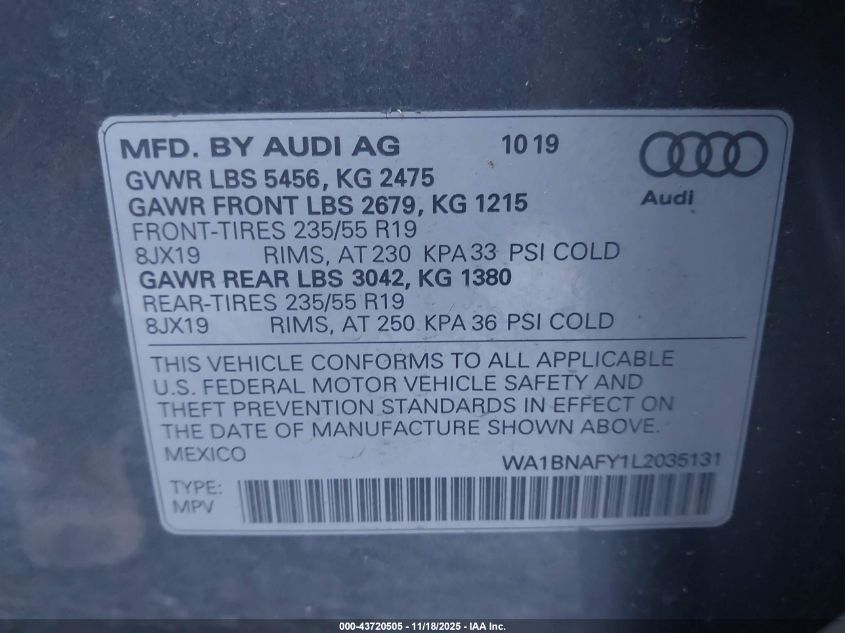 MFD. BY AUDI AG 10 19
Audi
GVWR LBS 5456, KG 2475
GAWR FRONT LBS 2679, KG 1215
FRONT-TIRES 235/55 R19
8JX19 RIMS, AT 230 KPA 33 PSI COLD
GAWR REAR LBS 3042, KG 1380
REAR-TIRES 235/55 R19
8JX19 RIMS, AT 250 KPA 36 PSI COLD
THIS VEHICLE CONFORMS TO ALL APPLICABLE
U.S. FEDERAL MOTOR VEHICLE SAFETY AND
THEFT PREVENTION STANDARDS IN EFFECT ON
THE DATE OF MANUFACTURE SHOWN ABOVE.
MEXICO WA1BNAFY1L2035131
TYPE:
MPV
000-43720505 - 11/18/2025 - IAA Inc.